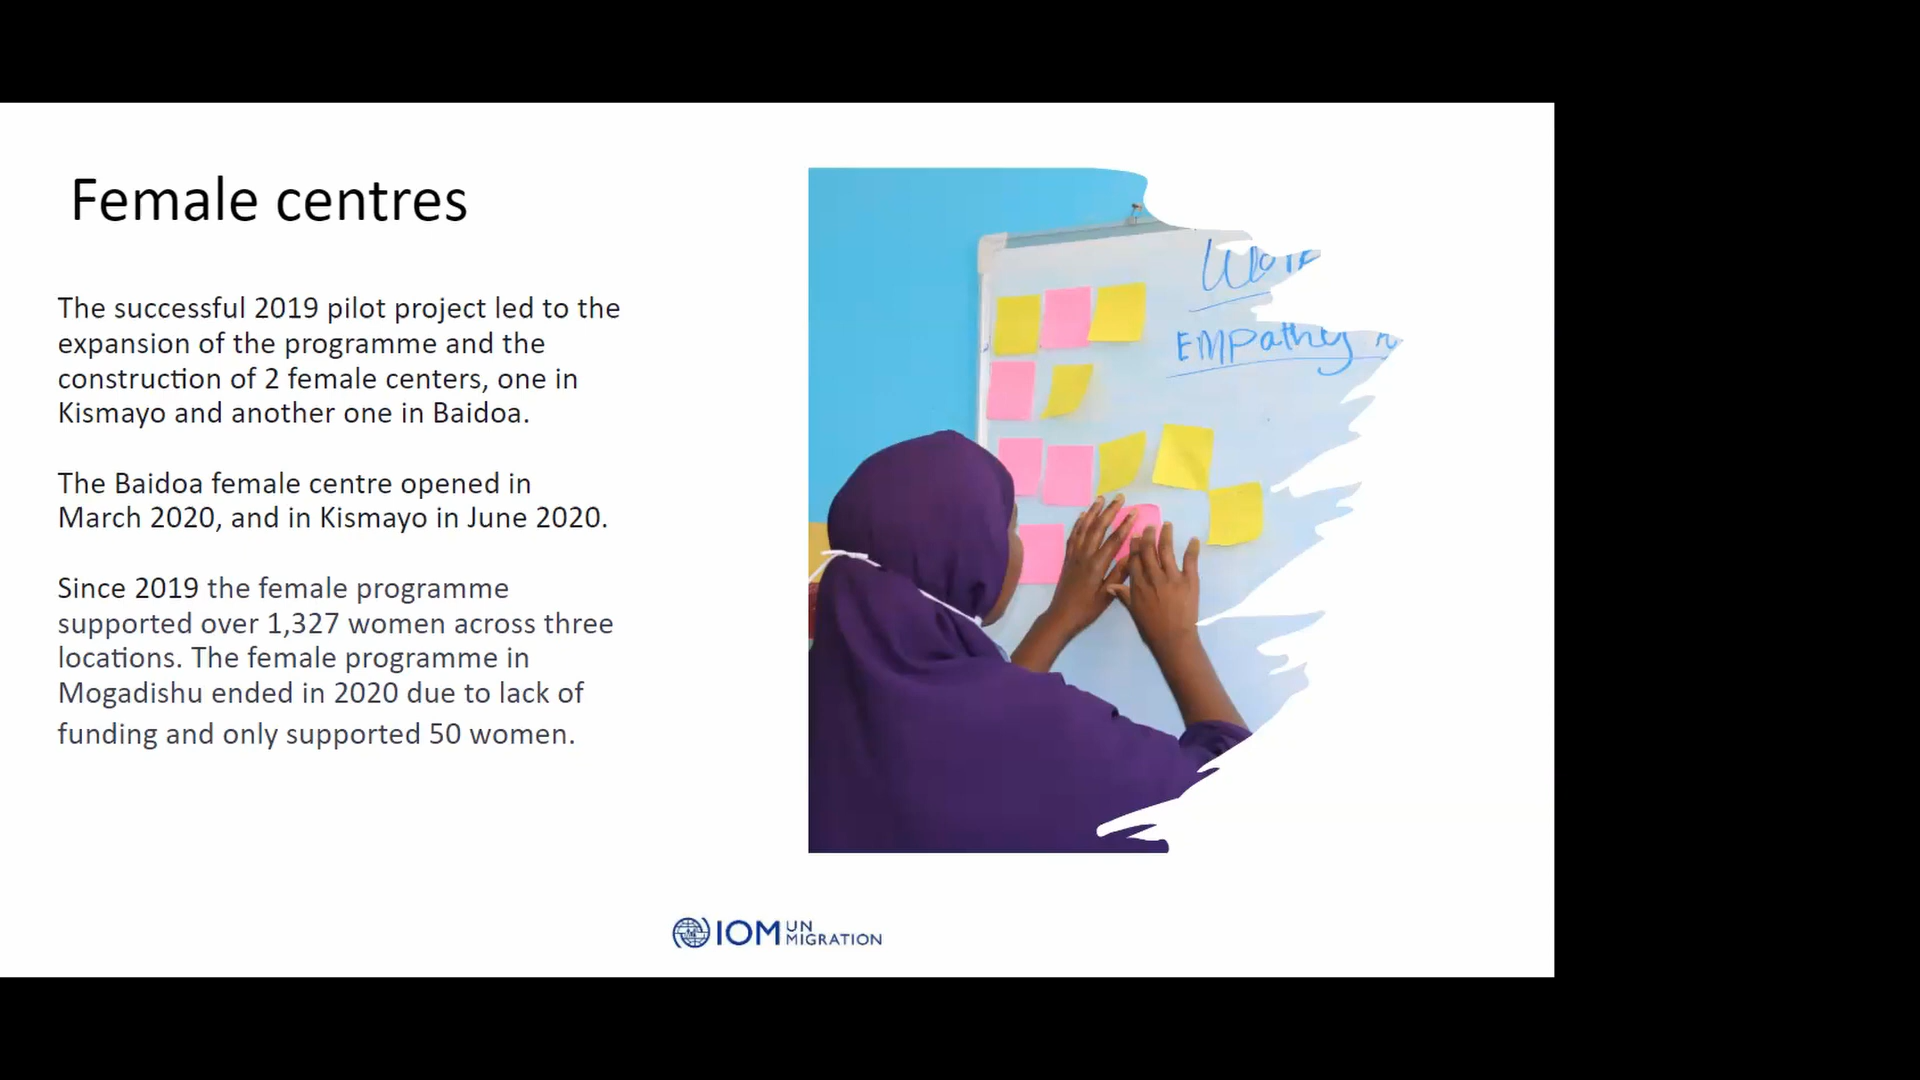 Female centres
The successful 2019 pilot project led to the
expansion of the programme and the
construction of 2 female centers, one in
Kismayo and another one in Baidoa.
The Baidoa female centre opened in
March 2020, and in Kismayo in June 2020.
Since 2019 the female programme
supported over 1,327 women across three
locations. The female programme in
Mogadishu ended in 2020 due to lack of
funding and only supported 50 women.
EMPathy
IOM UN
MIGRATION